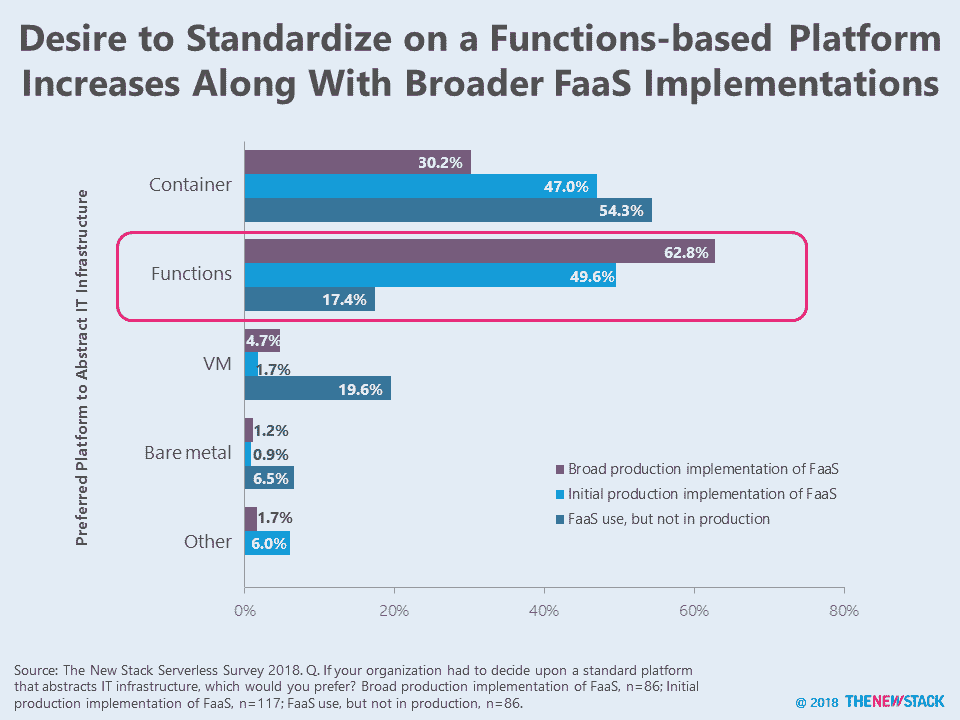 Desire to Standardize on a Functions-based Platform
Increases Along With Broader FaaS Implementations
Preferred Platform to Abstract IT Infrastructure
Container
30.2%
47.0%
54.3%
Functions
62.8%
49.6%
17.4%
VM
4.7%
1.7%
19.6%
Bare metal
1.2%
0.9%
6.5%
Other
1.7%
6.0%
Broad production implementation of FaaS
Initial production implementation of FaaS
FaaS use, but not in production
0%
20%
40%
60%
80%
Source: The New Stack Serverless Survey 2018. Q. If your organization had to decide upon a standard platform
that abstracts IT infrastructure, which would you prefer? Broad production implementation of FaaS, n=86; Initial
production implementation of FaaS, n=117; FaaS use, but not in production, n=86.
@ 2018 THENEWSTACK